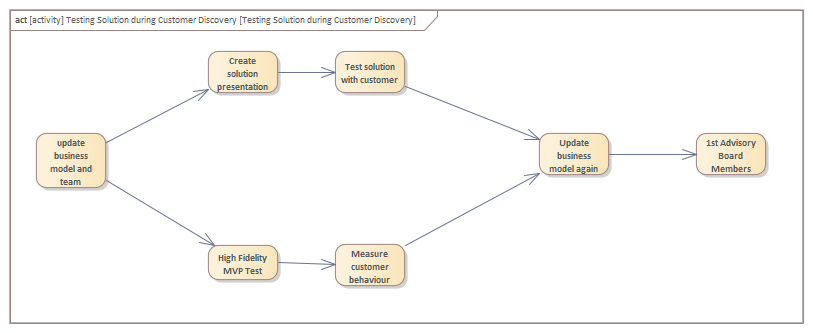 act [activity] Testing Solution during Customer Discovery [Testing Solution during Customer Discovery]
Create
solution
presentation
Test solution
with customer
update
business
model and
team
Update
business
model again
1st Advisory
Board
Members
High Fidelity
MVP Test
Measure
customer
behaviour